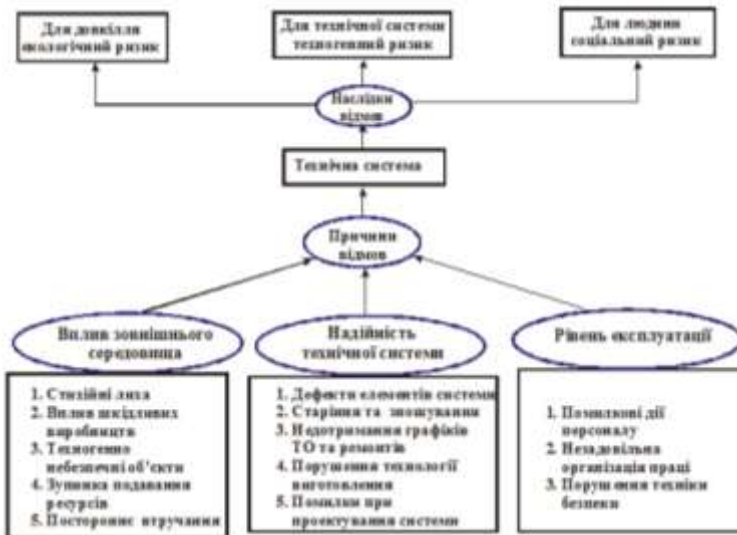 Для довкілля
екологічний ризик
Для технічної системи
техногенний ризик
Для людини
соціальний ризик
Наслідки
відмов
Технічна система
Причини
відмов
Вплив зовнішнього
середовища
Надійність
технічної системи
Рівень експлуатації
1. Стихійні лиха
2. Вплив шкідливих
виробництв
3. Техногенно
небезпечні об'єкти
4. Зупинка подавання
ресурсів
5. Постороннє втручання
1. Дефекти елементів системи
2. Старіння та зношування
3. Недотримання графіків
ТО та ремонтів
4. Порушення технології
виготовлення
5. Помилки при
проектування системи
1. Помилкові дії
персоналу
2. Незадовільна
організація праці
3. Порушення техніки
безпеки